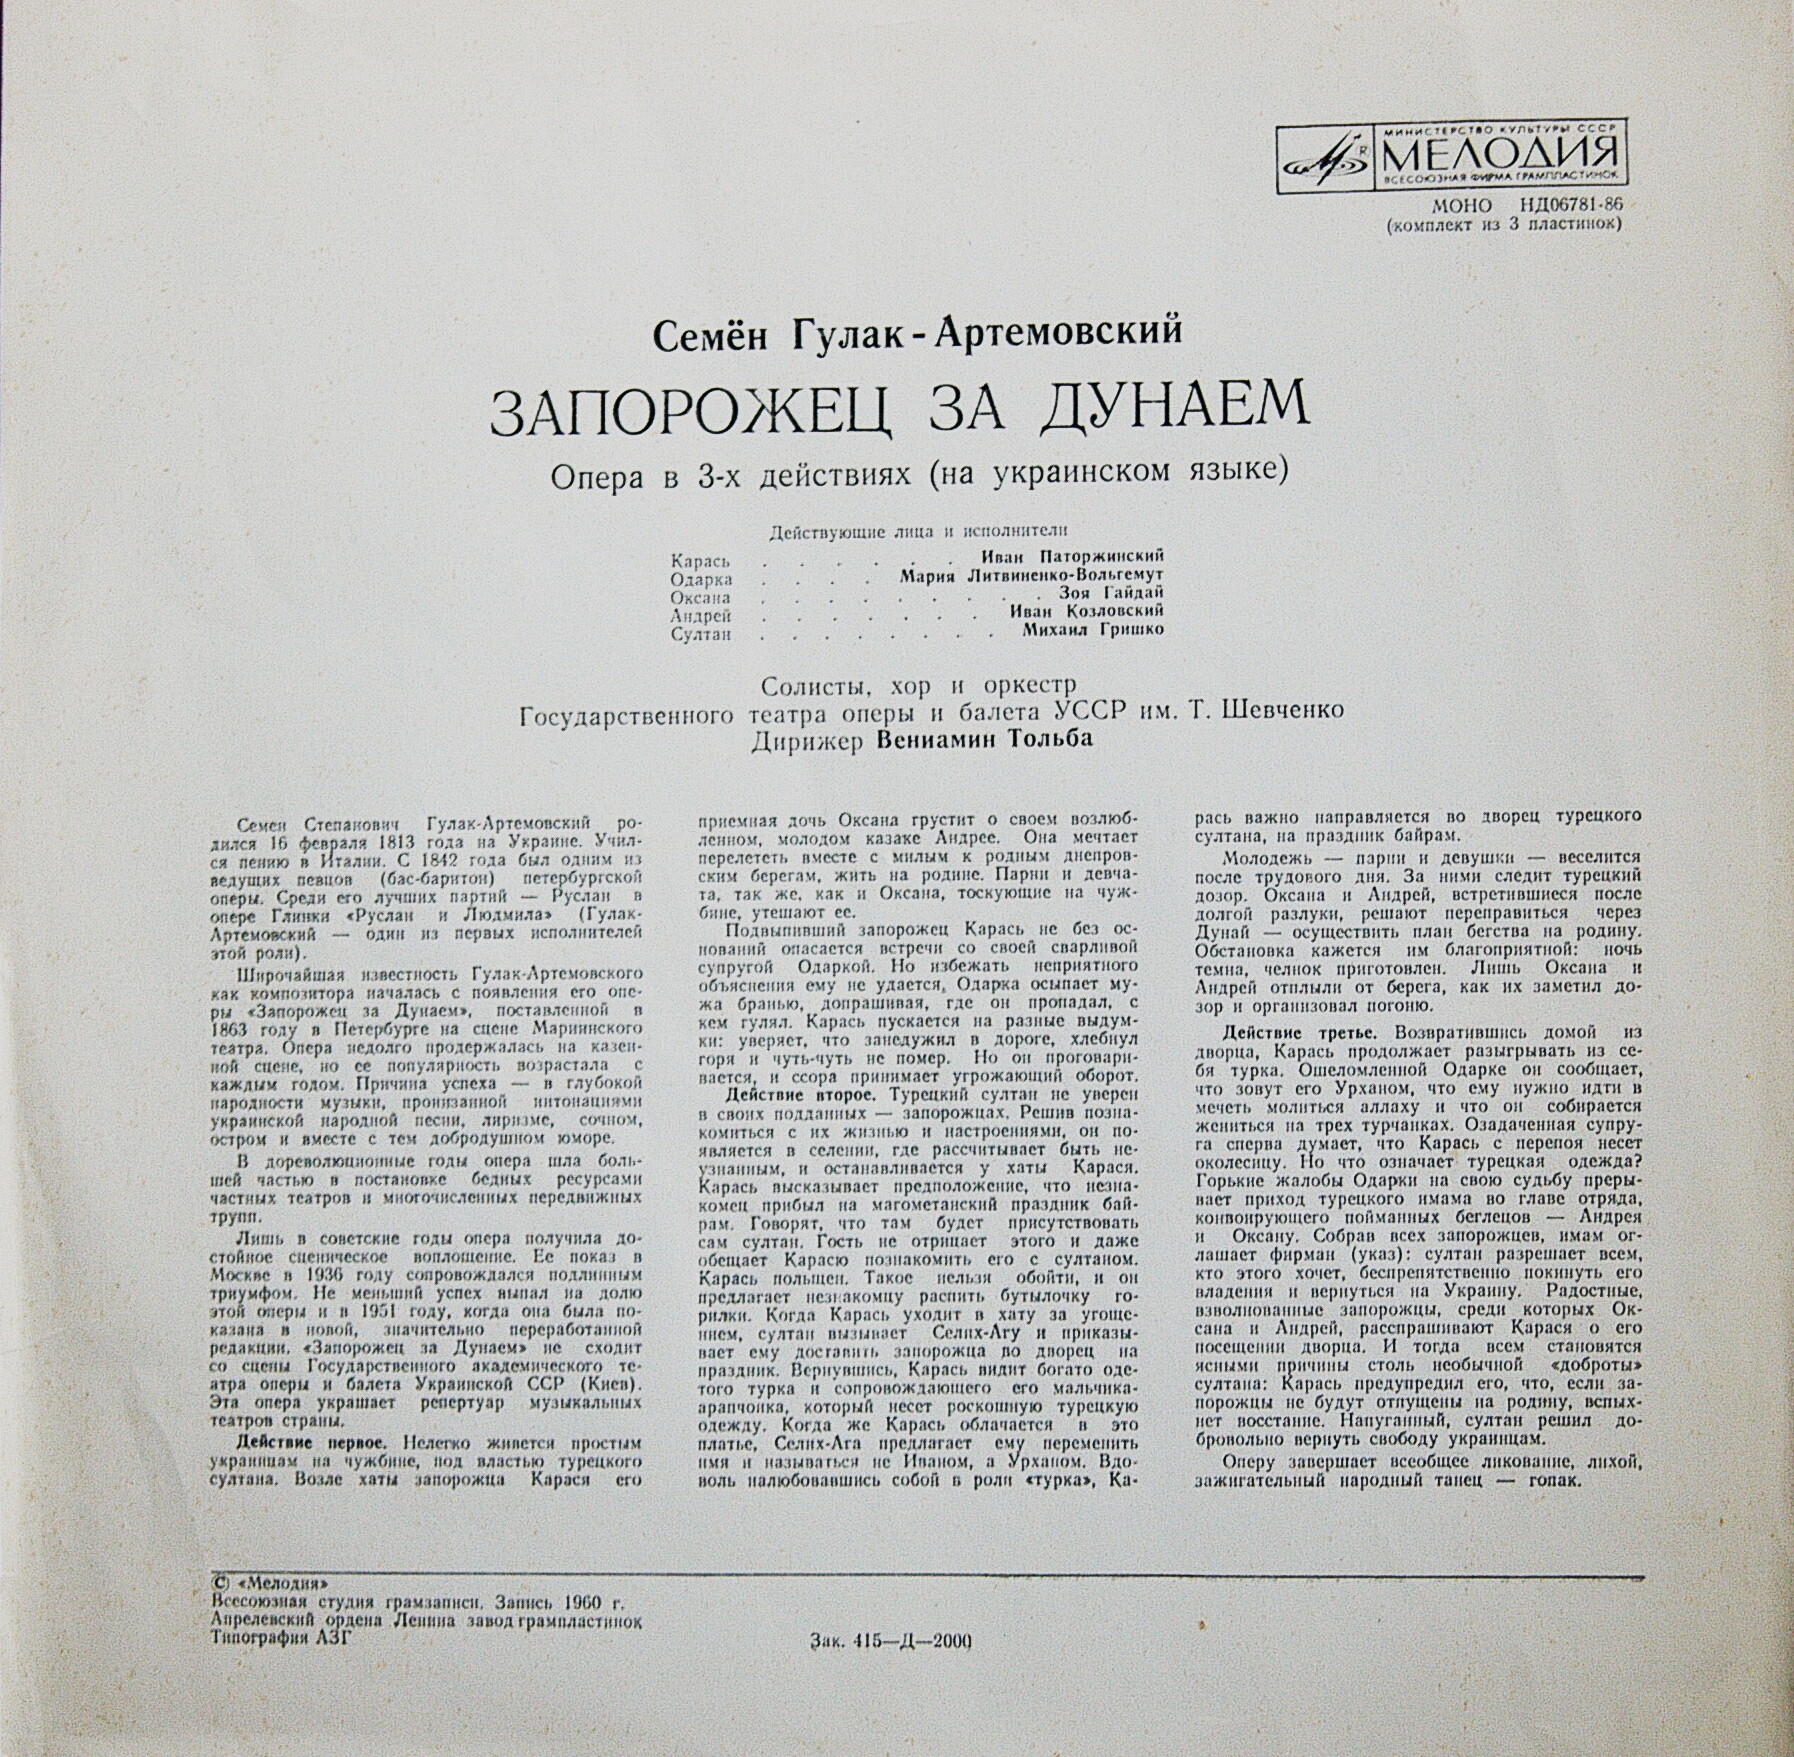 МИНИСТЕРСТВО КУЛЬТУРЫ СССР
МЕЛОДИЯ
ВСЕСОЮЗНАЯ ФИРМА ГРАМПЛАСТИНОК
МОНО НД06781-86
(комплект из 3 пластинок)
Семён Гулак-Артемовский
ЗАПОРОЖЕЦ ЗА ДУНАЕМ
Опера в 3-х действиях (на украинском языке)
Действующие лица и исполнители
Карась . . . . . . Иван Паторжинский
Одарка . . . . Мария Литвиненко-Вольгемут
Оксана . . . . . . . . . Зоя Гайдай
Андрей . . . . . . . Иван Козловский
Султан . . . . . . . . Михаил Гришко
Солисты, хор и оркестр
Государственного театра оперы и балета УССР им. Т. Шевченко
Дирижер Вениамин Тольба
Семен Степанович Гулак-Артемовский ро-
дился 16 февраля 1813 года на Украине. Учил-
ся пению в Италии. С 1842 года был одним из
ведущих певцов (бас-баритон) петербургской
оперы. Среди его лучших партий — Руслан в
опере Глинки «Руслан и Людмила» (Гулак-
Артемовский — один из первых исполнителей
этой роли).
Широчайшая известность Гулак-Артемовского
как композитора началась с появления его опе-
ры «Запорожец за Дунаем», поставленной в
1863 году в Петербурге на сцене Мариинского
театра. Опера недолго продержалась на казен-
ной сцене, но ее популярность возрастала с
каждым годом. Причина успеха — в глубокой
народности музыки, пронизанной интонациями
украинской народной песни, лиризме, сочном,
остром и вместе с тем добродушном юморе.
В дореволюционные годы опера шла боль-
шей частью в постановке бедных ресурсами
частных театров и многочисленных передвижных
трупп.
Лишь в советские годы опера получила до-
стойное сценическое воплощение. Ее показ в
Москве в 1936 году сопровождался подлинным
триумфом. Не меньший успех выпал на долю
этой оперы и в 1951 году, когда она была по-
казана в новой, значительно переработанной
редакции. «Запорожец за Дунаем» не сходит
со сцены Государственного академического те-
атра оперы и балета Украинской ССР (Киев).
Эта опера украшает репертуар музыкальных
театров страны.
Действие первое. Нелегко живется простым
украинцам на чужбине, под властью турецкого
султана. Возле хаты запорожца Карася его
приемная дочь Оксана грустит о своем возлюб-
ленном, молодом казаке Андрее. Она мечтает
перелететь вместе с милым к родным днепров-
ским берегам, жить на родине. Парни и девча-
та, так же, как и Оксана, тоскующие на чуж-
бине, утешают ее.
Подвыпивший запорожец Карась не без ос-
нований опасается встречи со своей сварливой
супругой Одаркой. Но избежать неприятного
объяснения ему не удается, Одарка осыпает му-
жа бранью, допрашивая, где он пропадал, с
кем гулял. Карась пускается на разные выдум-
ки: уверяет, что занедужил в дороге, хлебнул
горя и чуть-чуть не помер. Но он проговари-
вается, и ссора принимает угрожающий оборот.
Действие второе. Турецкий султан не уверен
в своих подданных — запорожцах. Решив позна-
комиться с их жизнью и настроениями, он по-
является в селении, где рассчитывает быть не-
узнанным, и останавливается у хаты Карася.
Карась высказывает предположение, что незна-
комец прибыл на магометанский праздник бай-
рам. Говорят, что там будет присутствовать
сам султан. Гость не отрицает этого и даже
обещает Карасю познакомить его с султаном.
Карась польщен. Такое нельзя обойти, и он
предлагает незнакомцу распить бутылочку го-
рилки. Когда Карась уходит в хату за угоще-
нием, султан вызывает Селих-Агу и приказы-
вает ему доставить запорожца во дворец на
праздник. Вернувшись, Карась видит богато оде-
того турка и сопровождающего его мальчика-
арапчонка, который несет роскошную турецкую
одежду. Когда же Карась облачается в это
платье, Селих-Ага предлагает ему переменить
имя и называться не Иваном, а Урханом. Вдо-
воль налюбовавшись собой в роли «турка», Ка-
рась важно направляется во дворец турецкого
султана, на праздник байрам.
Молодежь — парни и девушки — веселится
после трудового дня. За ними следит турецкий
дозор. Оксана и Андрей, встретившиеся после
долгой разлуки, решают переправиться через
Дунай — осуществить план бегства на родину.
Обстановка кажется им благоприятной: ночь
темна, челнок приготовлен. Лишь Оксана и
Андрей отплыли от берега, как их заметил до-
зор и организовал погоню.
Действие третье. Возвратившись домой из
дворца, Карась продолжает разыгрывать из се-
бя турка. Ошеломленной Одарке он сообщает,
что зовут его Урханом, что ему нужно идти в
мечеть молиться аллаху и что он собирается
жениться на трех турчанках. Озадаченная супру-
га сперва думает, что Карась с перепоя несет
околесицу. Но что означает турецкая одежда?
Горькие жалобы Одарки на свою судьбу преры-
вает приход турецкого имама во главе отряда,
конвоирующего пойманных беглецов — Андрея
и Оксану. Собрав всех запорожцев, имам ог-
лашает фирман (указ): султан разрешает всем,
кто этого хочет, беспрепятственно покинуть его
владения и вернуться на Украину. Радостные,
взволнованные запорожцы, среди которых Ок-
сана и Андрей, расспрашивают Карася о его
посещении дворца. И тогда всем становятся
ясными причины столь необычной «доброты»
султана: Карась предупредил его, что, если за-
порожцы не будут отпущены на родину, вспых-
нет восстание. Напуганный, султан решил до-
бровольно вернуть свободу украинцам.
Оперу завершает всеобщее ликование, лихой,
зажигательный народный танец — гопак.
© «Мелодия»
Всесоюзная студия грамзаписи. Запись 1960 г.
Апрелевский ордена Ленина завод грампластинок
Типография АЗГ
Зак. 415—Д—2000